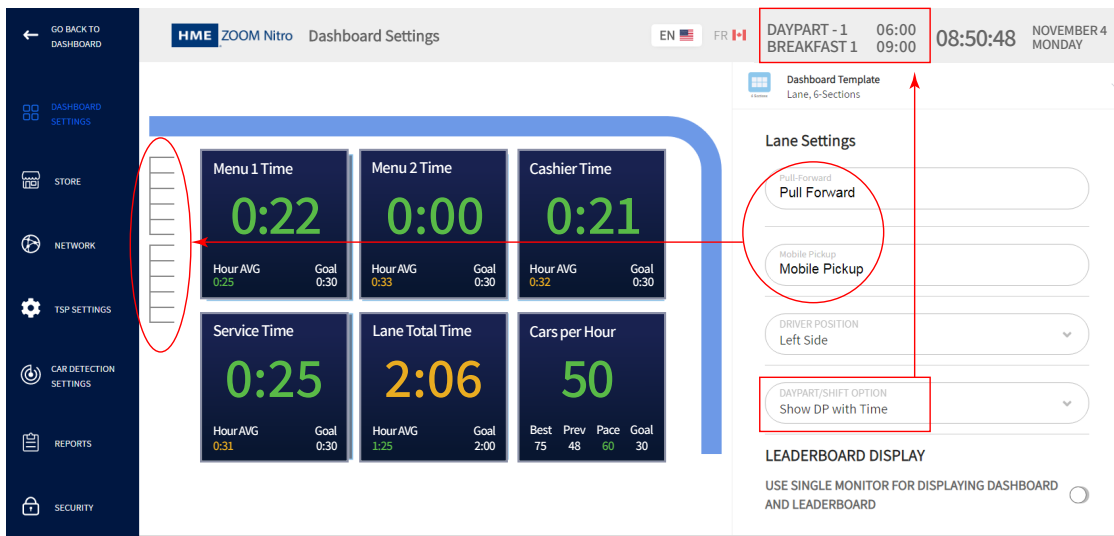 GO BACK TO
DASHBOARD
HME ZOOM Nitro Dashboard Settings
EN FR
DAYPART - 1 06:00
BREAKFAST 1 09:00
08:50:48
NOVEMBER 4
MONDAY
DASHBOARD
SETTINGS
STORE
NETWORK
TSP SETTINGS
CAR DETECTION
SETTINGS
REPORTS
SECURITY
Menu 1 Time
0:22
Hour AVG Goal
0:25 0:30
Menu 2 Time
0:00
Hour AVG Goal
0:33 0:30
Cashier Time
0:21
Hour AVG Goal
0:32 0:30
Service Time
0:25
Hour AVG Goal
0:31 0:30
Lane Total Time
2:06
Hour AVG Goal
1:25 2:00
Cars per Hour
50
Best Prev Pace Goal
75 48 60 30
Dashboard Template
Lane, 6-Sections
Lane Settings
Pull-Forward
Pull Forward
Mobile Pickup
Mobile Pickup
DRIVER POSITION
Left Side
DAYPART/SHIFT OPTION
Show DP with Time
LEADERBOARD DISPLAY
USE SINGLE MONITOR FOR DISPLAYING DASHBOARD
AND LEADERBOARD